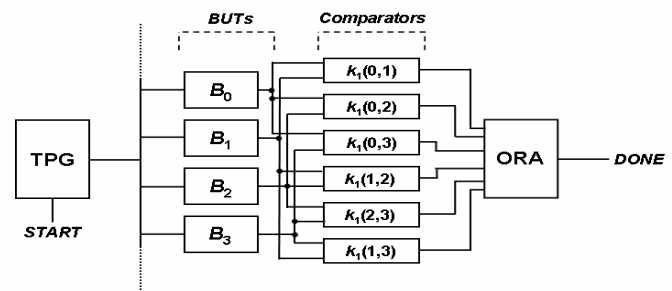 BUTs
Comparators
TPG
START
B0
B1
B2
B3
k1(0,1)
k1(0,2)
k1(0,3)
k1(1,2)
k1(2,3)
k1(1,3)
ORA
DONE